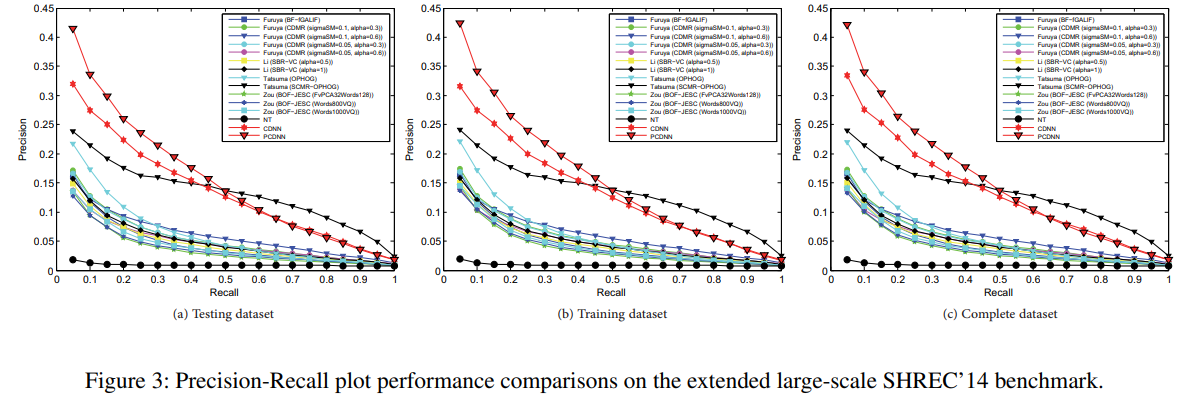 0.45
0.4
0.35
0.3
0.25
0.2
0.15
0.1
0.05
0
Precision
0.1 0.2 0.3 0.4 0.5 0.6 0.7 0.8 0.9 1
Recall
Furuya (BF−fGALIF)
Furuya (CDMR (sigmaSM=0.1, alpha=0.3))
Furuya (CDMR (sigmaSM=0.1, alpha=0.6))
Furuya (CDMR (sigmaSM=0.05, alpha=0.3))
Furuya (CDMR (sigmaSM=0.05, alpha=0.6))
Li (SBR−VC (alpha=0.5))
Li (SBR−VC (alpha=1))
Tatsuma (OPHOG)
Tatsuma (SCMR−OPHOG)
Zou (BOF−JESC (FvPCA32Words128))
Zou (BOF−JESC (Words800VQ))
Zou (BOF−JESC (Words1000VQ))
NT
CDNN
PCDNN
(a) Testing dataset
0.45
0.4
0.35
0.3
0.25
0.2
0.15
0.1
0.05
0
Precision
0.1 0.2 0.3 0.4 0.5 0.6 0.7 0.8 0.9 1
Recall
Furuya (BF−fGALIF)
Furuya (CDMR (sigmaSM=0.1, alpha=0.3))
Furuya (CDMR (sigmaSM=0.1, alpha=0.6))
Furuya (CDMR (sigmaSM=0.05, alpha=0.3))
Furuya (CDMR (sigmaSM=0.05, alpha=0.6))
Li (SBR−VC (alpha=0.5))
Li (SBR−VC (alpha=1))
Tatsuma (OPHOG)
Tatsuma (SCMR−OPHOG)
Zou (BOF−JESC (FvPCA32Words128))
Zou (BOF−JESC (Words800VQ))
Zou (BOF−JESC (Words1000VQ))
NT
CDNN
PCDNN
(b) Training dataset
0.45
0.4
0.35
0.3
0.25
0.2
0.15
0.1
0.05
0
Precision
0.1 0.2 0.3 0.4 0.5 0.6 0.7 0.8 0.9 1
Recall
Furuya (BF−fGALIF)
Furuya (CDMR (sigmaSM=0.1, alpha=0.3))
Furuya (CDMR (sigmaSM=0.1, alpha=0.6))
Furuya (CDMR (sigmaSM=0.05, alpha=0.3))
Furuya (CDMR (sigmaSM=0.05, alpha=0.6))
Li (SBR−VC (alpha=0.5))
Li (SBR−VC (alpha=1))
Tatsuma (OPHOG)
Tatsuma (SCMR−OPHOG)
Zou (BOF−JESC (FvPCA32Words128))
Zou (BOF−JESC (Words800VQ))
Zou (BOF−JESC (Words1000VQ))
NT
CDNN
PCDNN
(c) Complete dataset
Figure 3: Precision-Recall plot performance comparisons on the extended large-scale SHREC’14 benchmark.